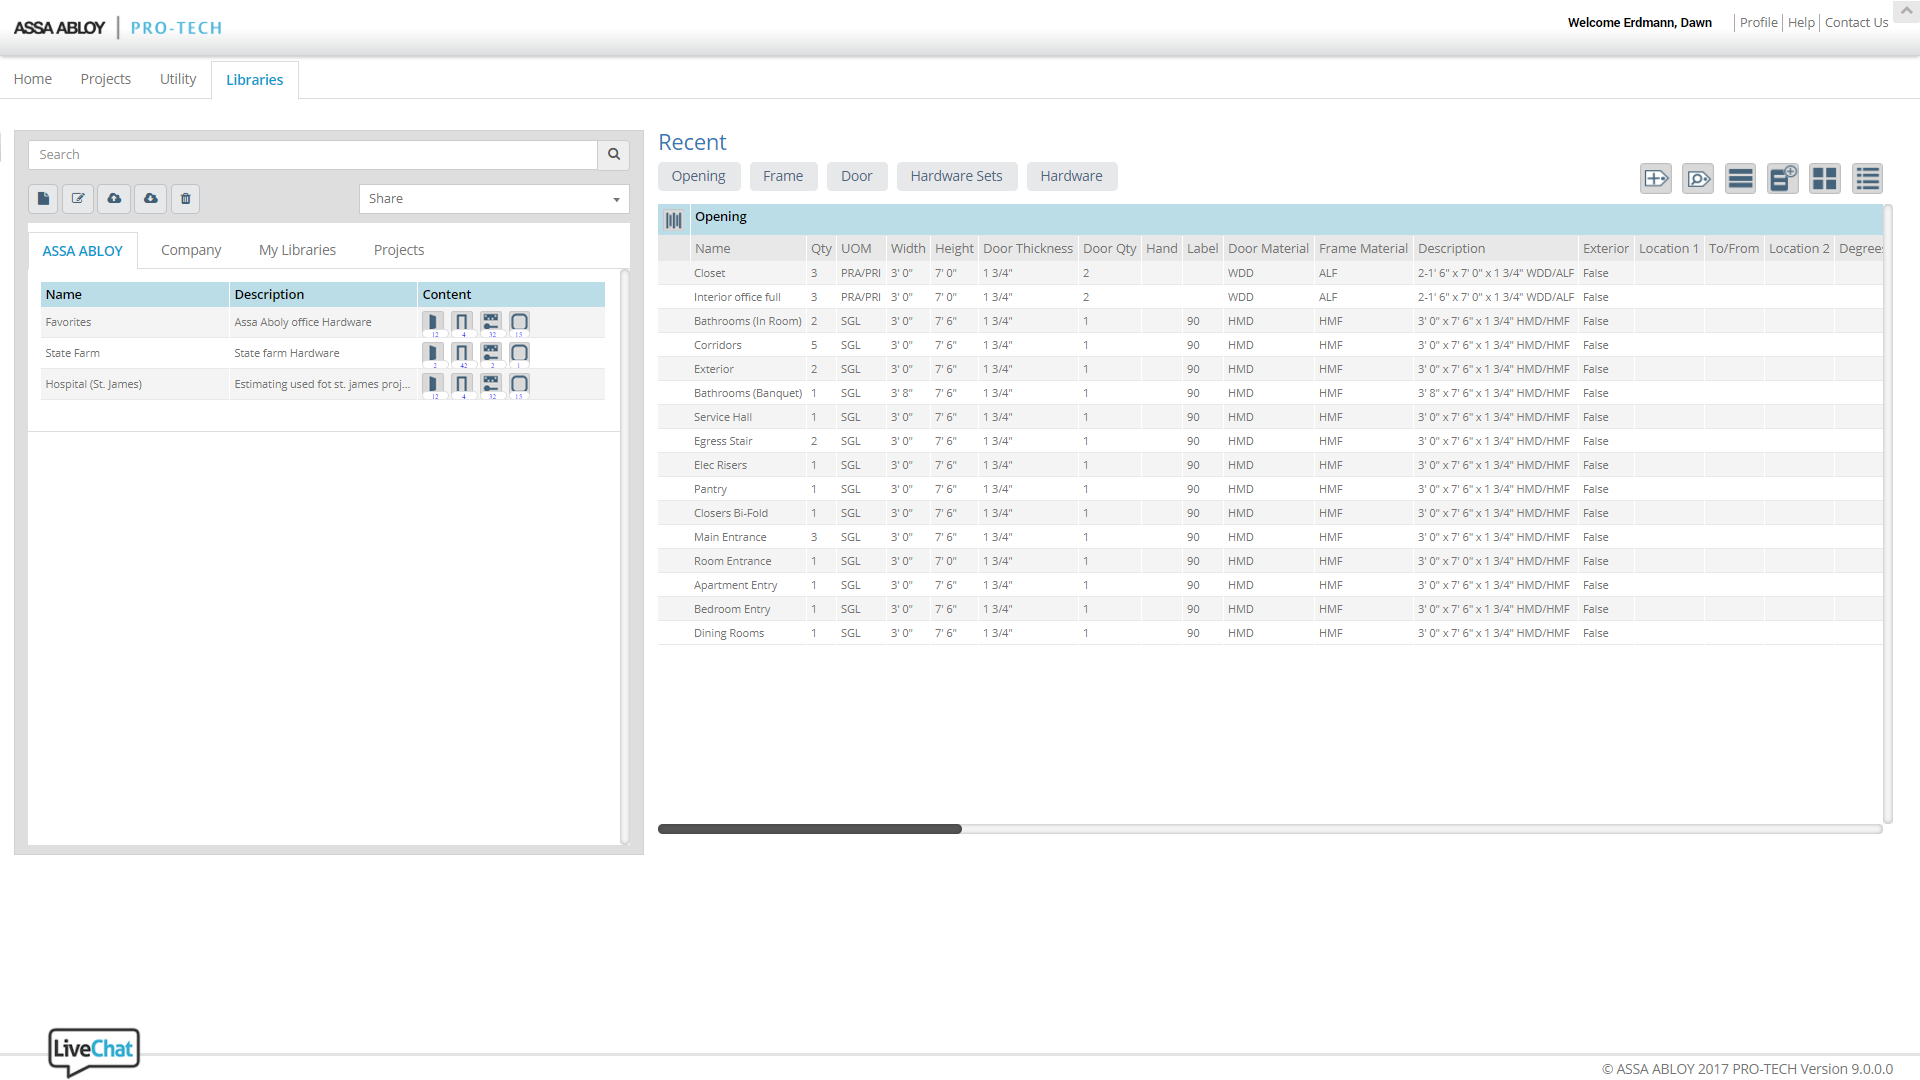 ASSA ABLOY PRO-TECH
Welcome Erdmann, Dawn Profile Help Contact Us
Home Projects Utility Libraries
Search
Share
ASSA ABLOY Company My Libraries Projects
Name Description Content
Favorites Assa Aboly office Hardware 12 4 32 15
State Farm State farm Hardware 2 42 2 1
Hospital (St. James) Estimating used fot st. james proj... 12 4 32 15
Recent
Opening Frame Door Hardware Sets Hardware
Opening
Name Qty UOM Width Height Door Thickness Door Qty Hand Label Door Material Frame Material Description Exterior Location 1 To/From Location 2 Degrees
Closet 3 PRA/PRI 3' 0" 7' 0" 1 3/4" 2 WDD ALF 2-1' 6" x 7' 0" x 1 3/4" WDD/ALF False
Interior office full 3 PRA/PRI 3' 0" 7' 0" 1 3/4" 2 WDD ALF 2-1' 6" x 7' 0" x 1 3/4" WDD/ALF False
Bathrooms (In Room) 2 SGL 3' 0" 7' 6" 1 3/4" 1 90 HMD HMF 3' 0" x 7' 6" x 1 3/4" HMD/HMF False
Corridors 5 SGL 3' 0" 7' 6" 1 3/4" 1 90 HMD HMF 3' 0" x 7' 6" x 1 3/4" HMD/HMF False
Exterior 2 SGL 3' 0" 7' 6" 1 3/4" 1 90 HMD HMF 3' 0" x 7' 6" x 1 3/4" HMD/HMF False
Bathrooms (Banquet) 1 SGL 3' 8" 7' 6" 1 3/4" 1 90 HMD HMF 3' 8" x 7' 6" x 1 3/4" HMD/HMF False
Service Hall 1 SGL 3' 0" 7' 6" 1 3/4" 1 90 HMD HMF 3' 0" x 7' 6" x 1 3/4" HMD/HMF False
Egress Stair 2 SGL 3' 0" 7' 6" 1 3/4" 1 90 HMD HMF 3' 0" x 7' 6" x 1 3/4" HMD/HMF False
Elec Risers 1 SGL 3' 0" 7' 6" 1 3/4" 1 90 HMD HMF 3' 0" x 7' 6" x 1 3/4" HMD/HMF False
Pantry 1 SGL 3' 0" 7' 6" 1 3/4" 1 90 HMD HMF 3' 0" x 7' 6" x 1 3/4" HMD/HMF False
Closers Bi-Fold 1 SGL 3' 0" 7' 6" 1 3/4" 1 90 HMD HMF 3' 0" x 7' 6" x 1 3/4" HMD/HMF False
Main Entrance 3 SGL 3' 0" 7' 6" 1 3/4" 1 90 HMD HMF 3' 0" x 7' 6" x 1 3/4" HMD/HMF False
Room Entrance 1 SGL 3' 0" 7' 0" 1 3/4" 1 90 HMD HMF 3' 0" x 7' 0" x 1 3/4" HMD/HMF False
Apartment Entry 1 SGL 3' 0" 7' 6" 1 3/4" 1 90 HMD HMF 3' 0" x 7' 6" x 1 3/4" HMD/HMF False
Bedroom Entry 1 SGL 3' 0" 7' 6" 1 3/4" 1 90 HMD HMF 3' 0" x 7' 6" x 1 3/4" HMD/HMF False
Dining Rooms 1 SGL 3' 0" 7' 6" 1 3/4" 1 90 HMD HMF 3' 0" x 7' 6" x 1 3/4" HMD/HMF False
LiveChat
© ASSA ABLOY 2017 PRO-TECH Version 9.0.0.0